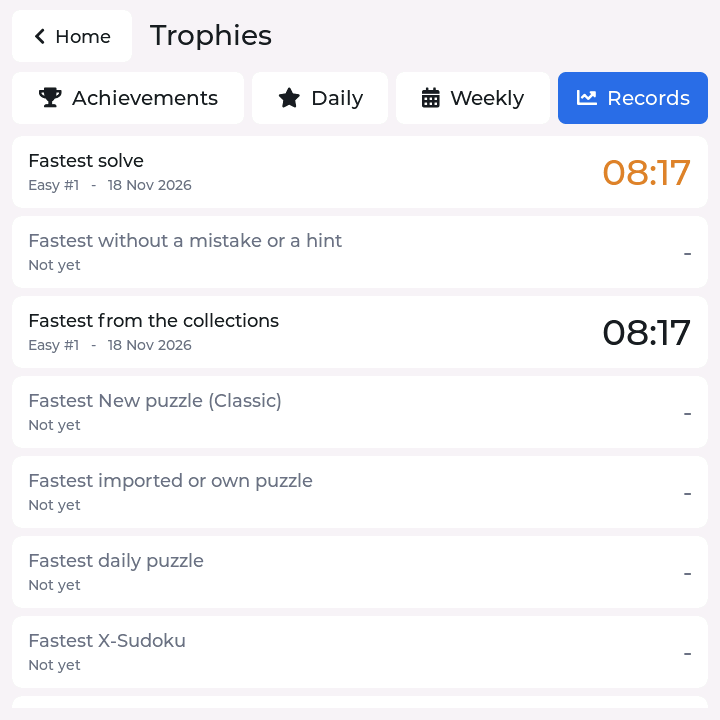 Home
Trophies
Achievements
Daily
Weekly
Records
Fastest solve
Easy #1 - 18 Nov 2026
08:17
Fastest without a mistake or a hint
Not yet
-
Fastest from the collections
Easy #1 - 18 Nov 2026
08:17
Fastest New puzzle (Classic)
Not yet
-
Fastest imported or own puzzle
Not yet
-
Fastest daily puzzle
Not yet
-
Fastest X-Sudoku
Not yet
-